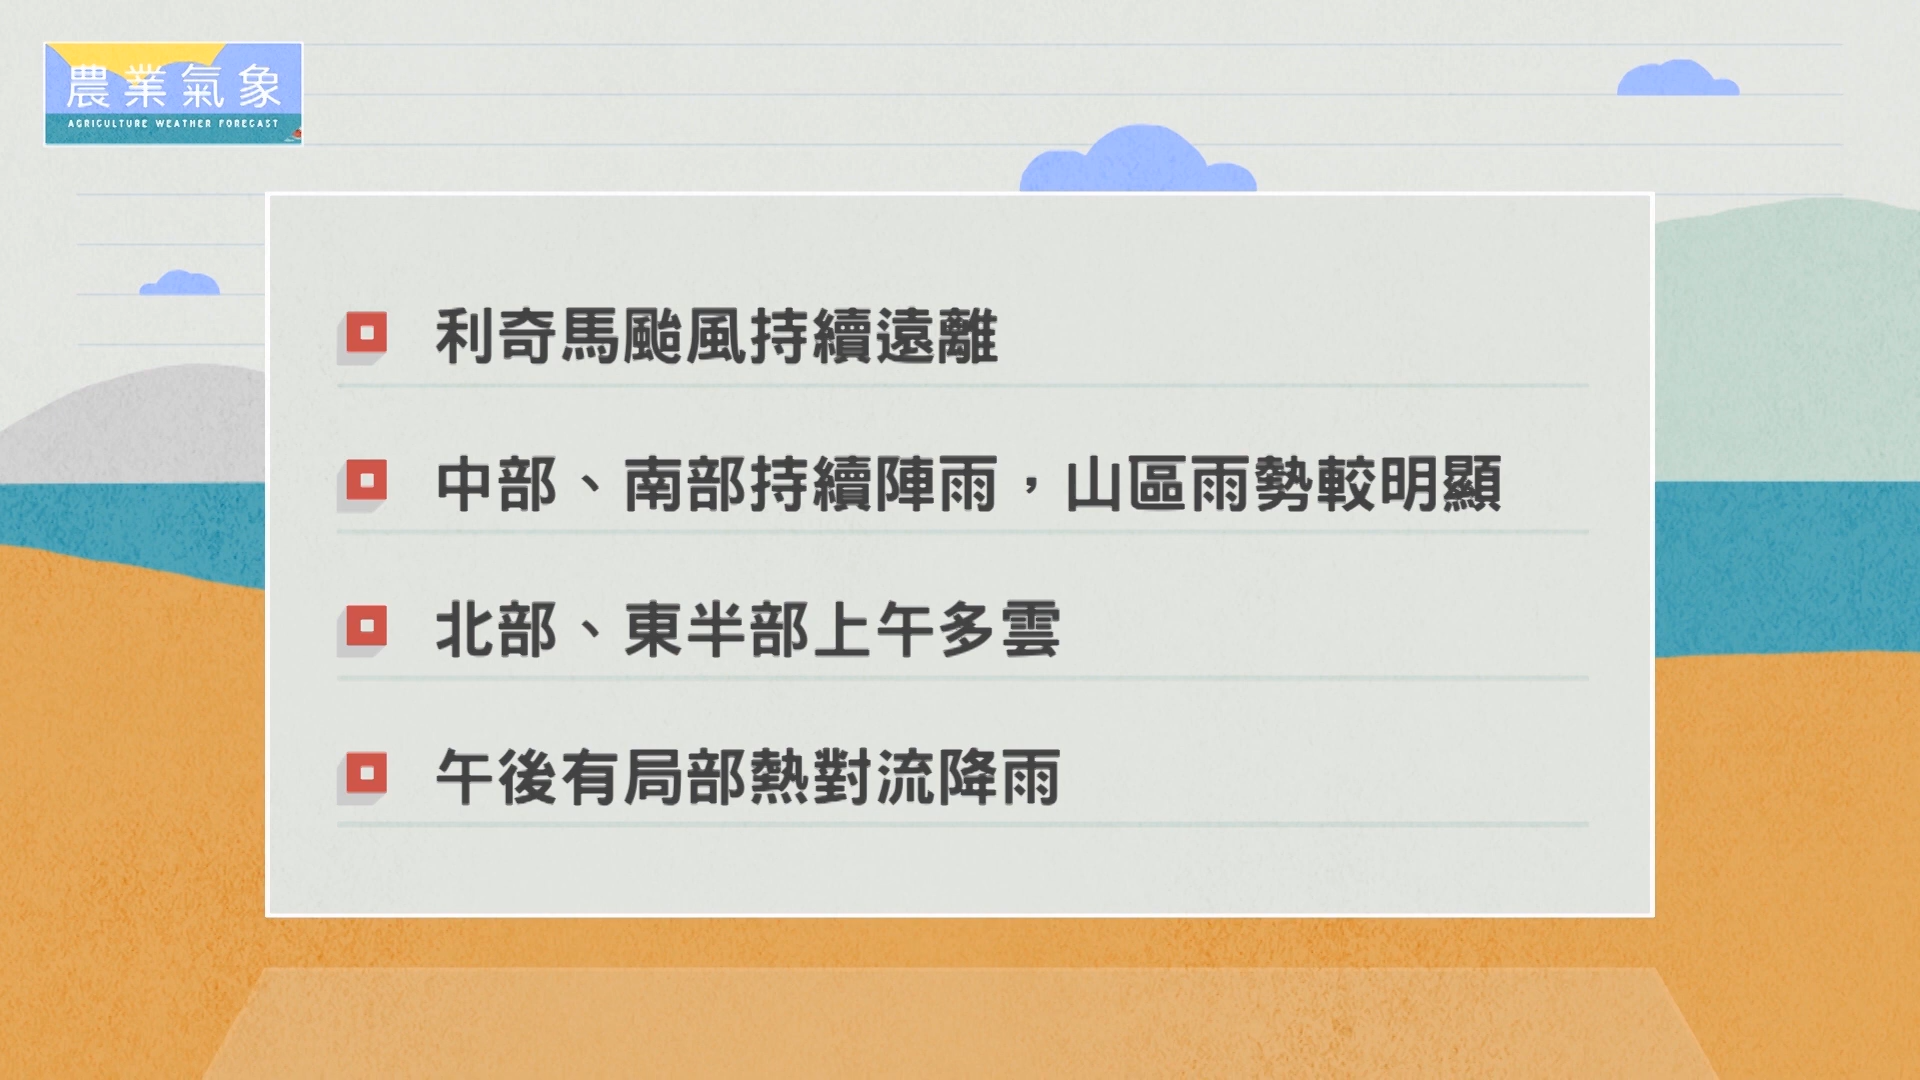 農業氣象
AGRICULTURE WEATHER FORECAST
利奇馬颱風持續遠離
中部、南部持續陣雨，山區雨勢較明顯
北部、東半部上午多雲
午後有局部熱對流降雨